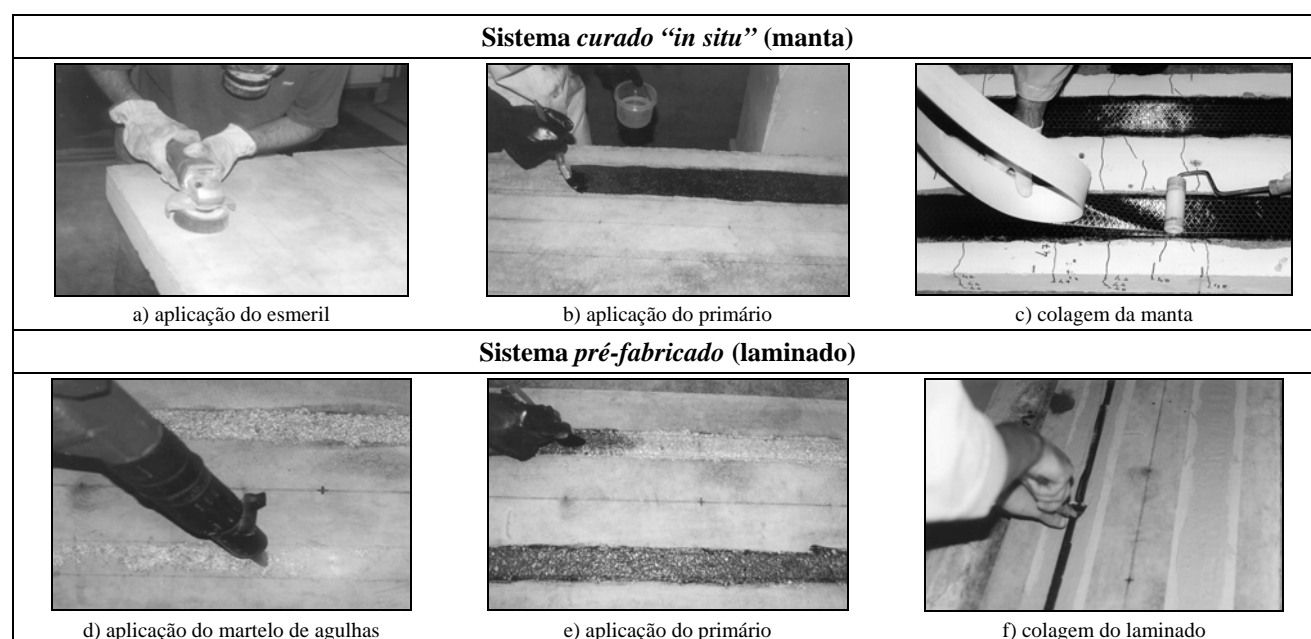 Sistema curado “in situ” (manta)
a) aplicação do esmeril
b) aplicação do primário
c) colagem da manta
Sistema pré-fabricado (laminado)
d) aplicação do martelo de agulhas
e) aplicação do primário
f) colagem do laminado